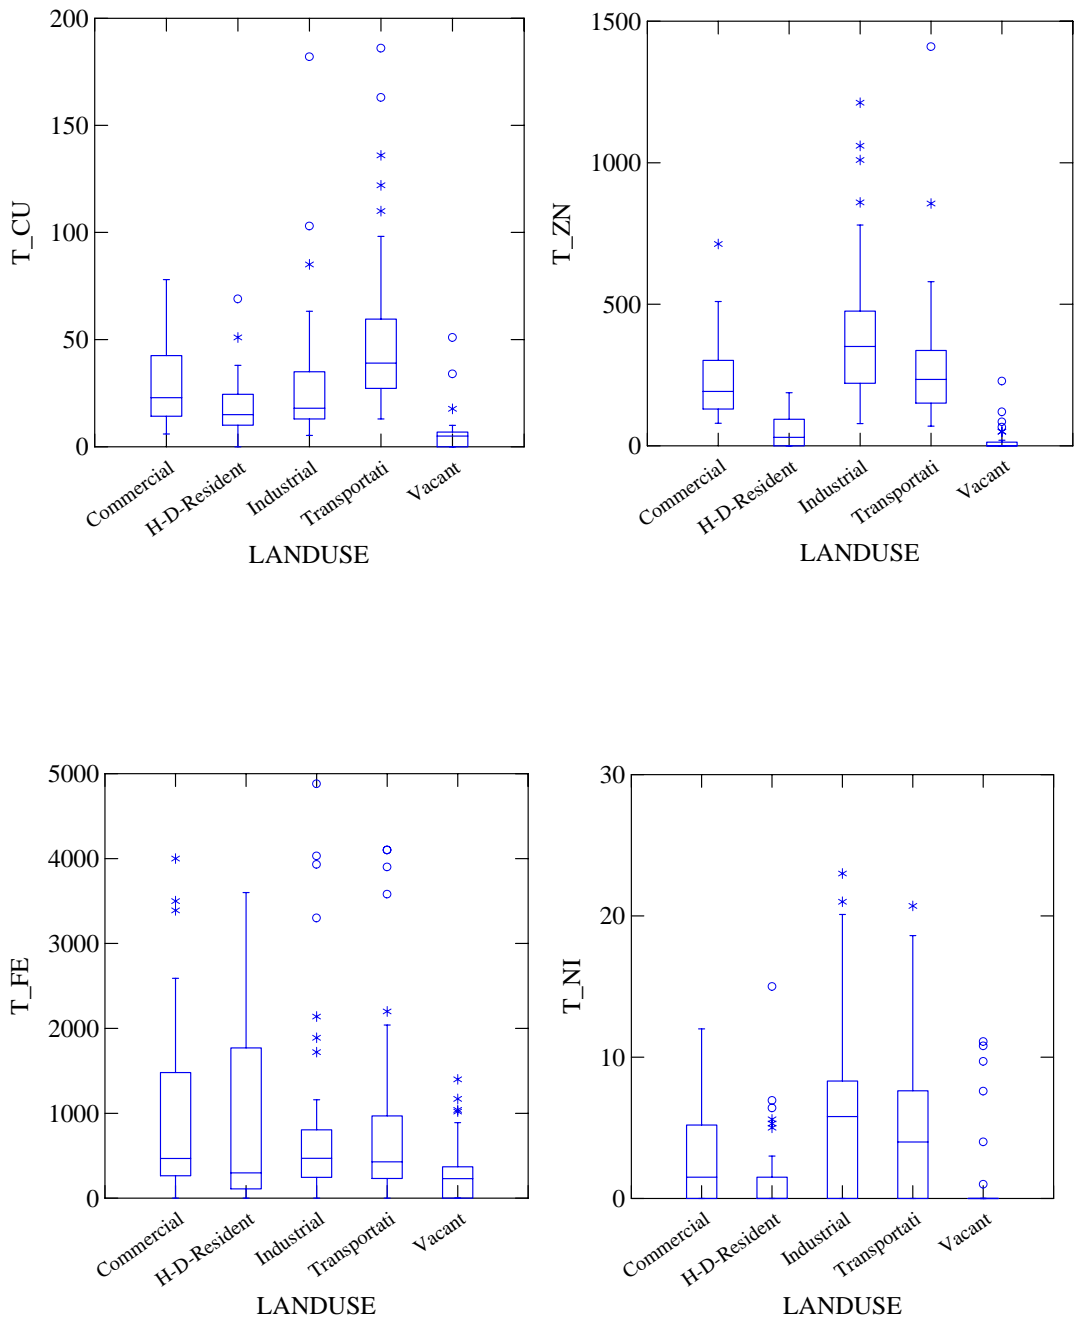 200
150
100
50
0
T_CU
Commercial
H-D-Resident
Industrial
Transportati
Vacant
LANDUSE
1500
1000
500
0
T_ZN
Commercial
H-D-Resident
Industrial
Transportati
Vacant
LANDUSE
5000
4000
3000
2000
1000
0
T_FE
Commercial
H-D-Resident
Industrial
Transportati
Vacant
LANDUSE
30
20
10
0
T_NI
Commercial
H-D-Resident
Industrial
Transportati
Vacant
LANDUSE